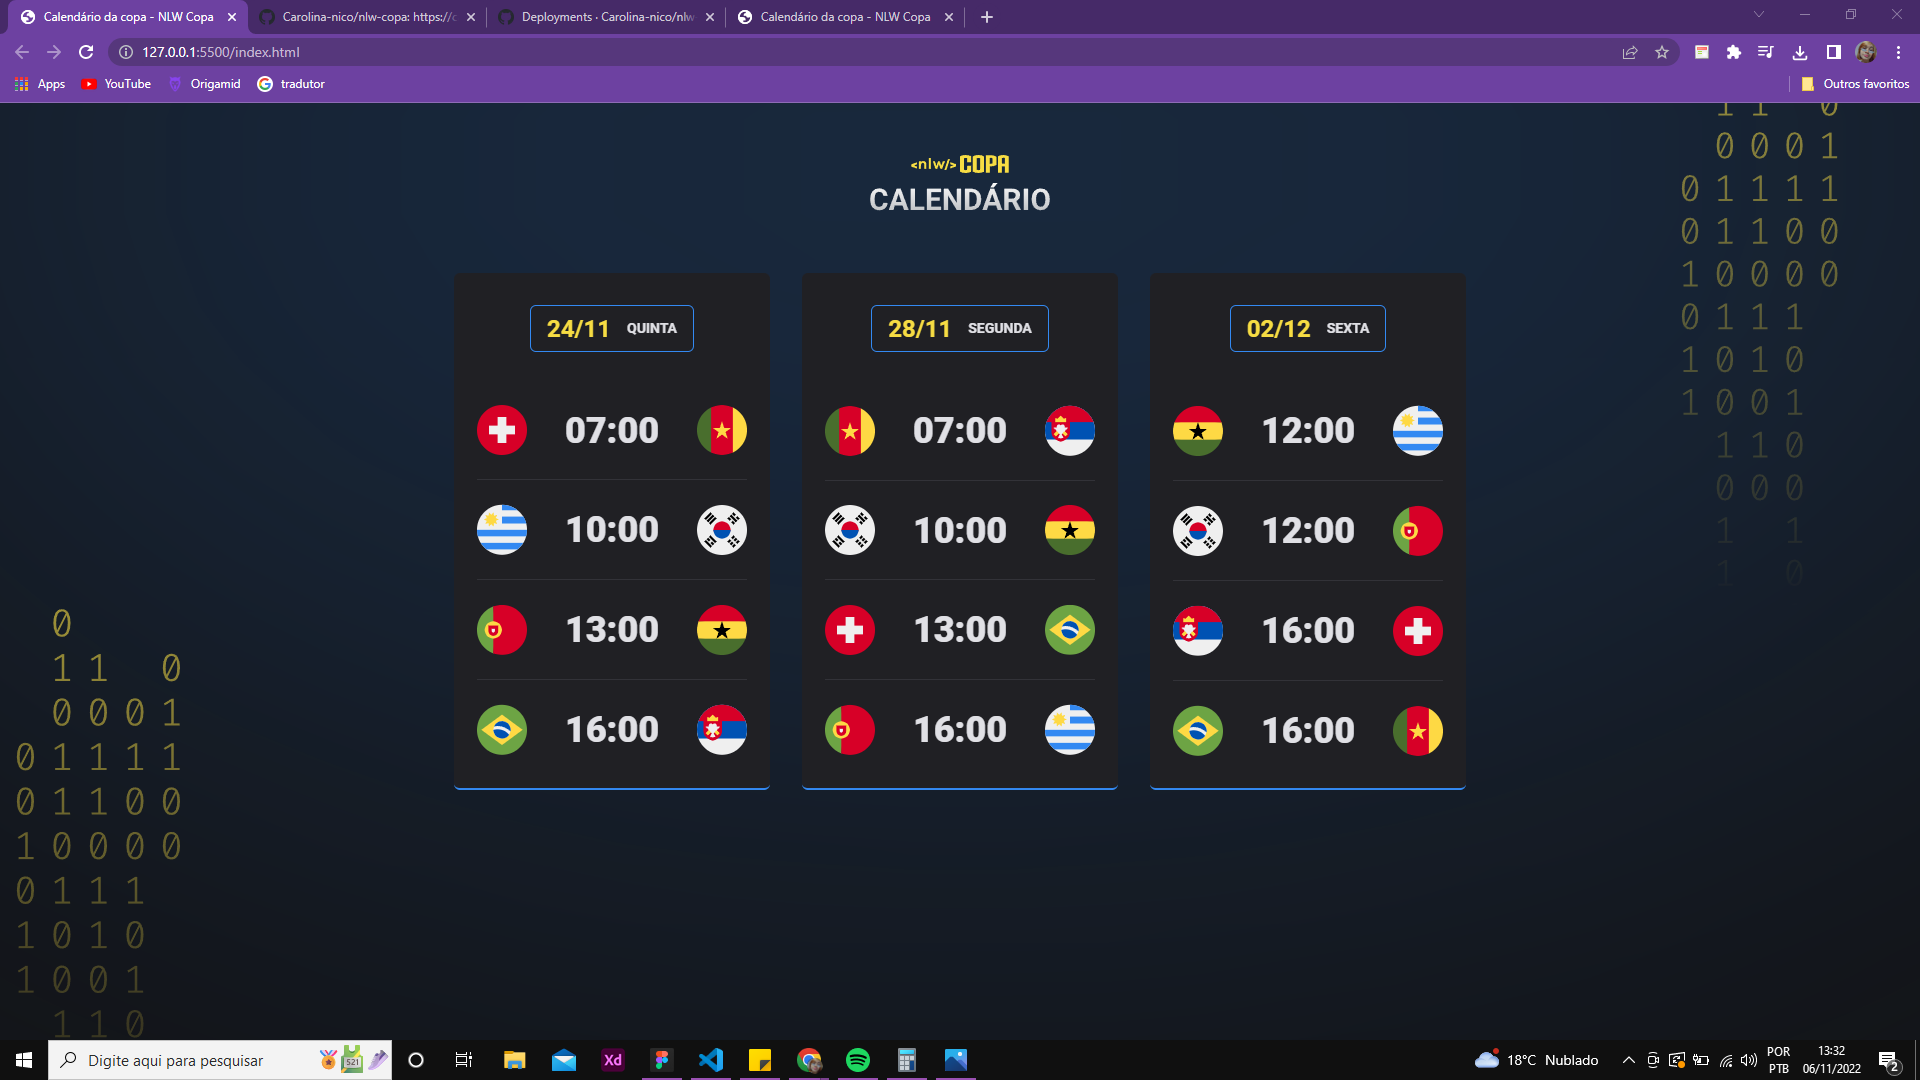 Calendário da copa - NLW Copa
Carolina-nico/nlw-copa: https://c
Deployments · Carolina-nico/nlw
Calendário da copa - NLW Copa
127.0.0.1:5500/index.html
Apps
YouTube
Origamid
tradutor
Outros favoritos
<nlw/> COPA
CALENDÁRIO
24/11 QUINTA
07:00
10:00
13:00
16:00
28/11 SEGUNDA
07:00
10:00
13:00
16:00
02/12 SEXTA
12:00
12:00
16:00
16:00
1 1 0
0 0 0 1
0 1 1 1 1
0 1 1 0 0
1 0 0 0 0
0 1 1 1
1 0 1 0
1 0 0 1
1 1 0
0 0 0
1 1
1 0
0
1 1 0
0 0 0 1
0 1 1 1 1
0 1 1 0 0
1 0 0 0 0
0 1 1 1
1 0 1 0
1 0 0 1
1 1 0
Digite aqui para pesquisar
521
Xd
18°C Nublado
POR
PTB
13:32
06/11/2022
2